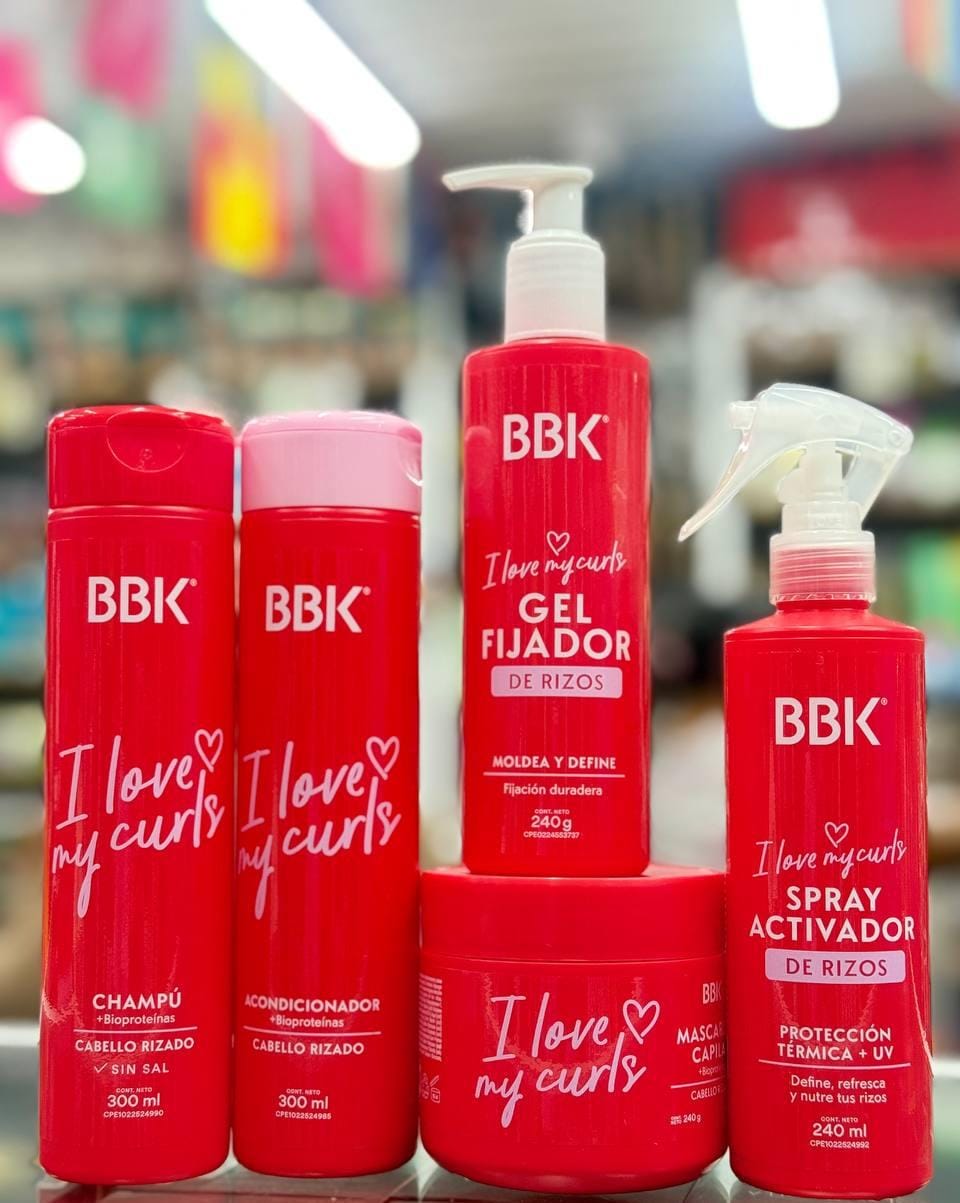 BBK®
I love
my curls
CHAMPÚ
+Bioproteínas
CABELLO RIZADO
✓ SIN SAL
CONT. NETO
300 ml
CPE1022524990
BBK®
I love
my curls
ACONDICIONADOR
+Bioproteínas
CABELLO RIZADO
CONT. NETO
300 ml
CPE1022524985
BBK®
I love my curls
GEL
FIJADOR
DE RIZOS
MOLDEA Y DEFINE
Fijación duradera
CONT. NETO
240g
CPE0224553737
I love
my curls
BBK
CONT.
NETO 240g
BBK®
I love my curls
SPRAY
ACTIVADOR
DE RIZOS
PROTECCIÓN
TÉRMICA + UV
Define, refresca
y nutre tus rizos
CONT. NETO
240 ml
CPE1022524992